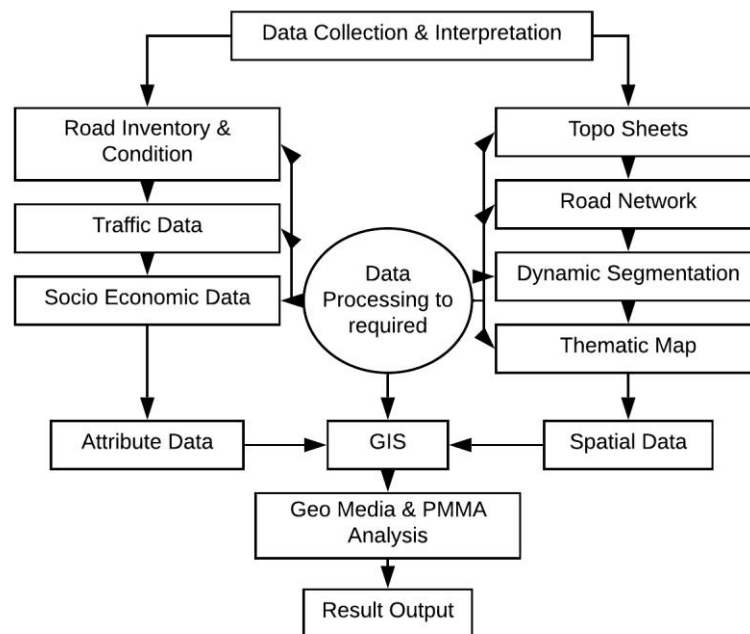 Data Collection & Interpretation
Road Inventory &
Condition
Topo Sheets
Traffic Data
Road Network
Socio Economic Data
Data
Processing to
required
Dynamic Segmentation
Thematic Map
Attribute Data
GIS
Spatial Data
Geo Media & PMMA
Analysis
Result Output